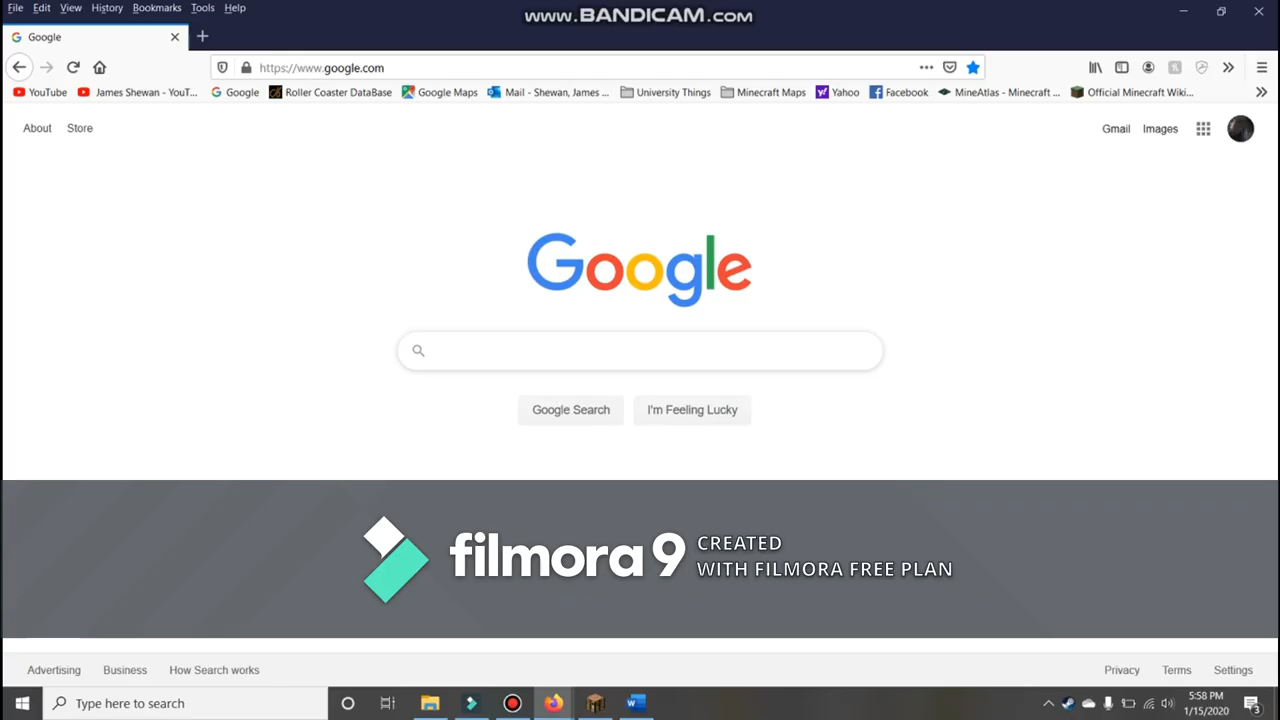 File Edit View History Bookmarks Tools Help
www.BANDICAM.com
Google
https://www.google.com
YouTube James Shewan - YouT... Google Roller Coaster DataBase Google Maps Mail - Shewan, James ... University Things Minecraft Maps Yahoo Facebook MineAtlas - Minecraft ... Official Minecraft Wiki...
About Store Gmail Images
Google
Google Search I'm Feeling Lucky
filmora 9 CREATED
WITH FILMORA FREE PLAN
Advertising Business How Search works Privacy Terms Settings
Type here to search
5:58 PM
1/15/2020
3